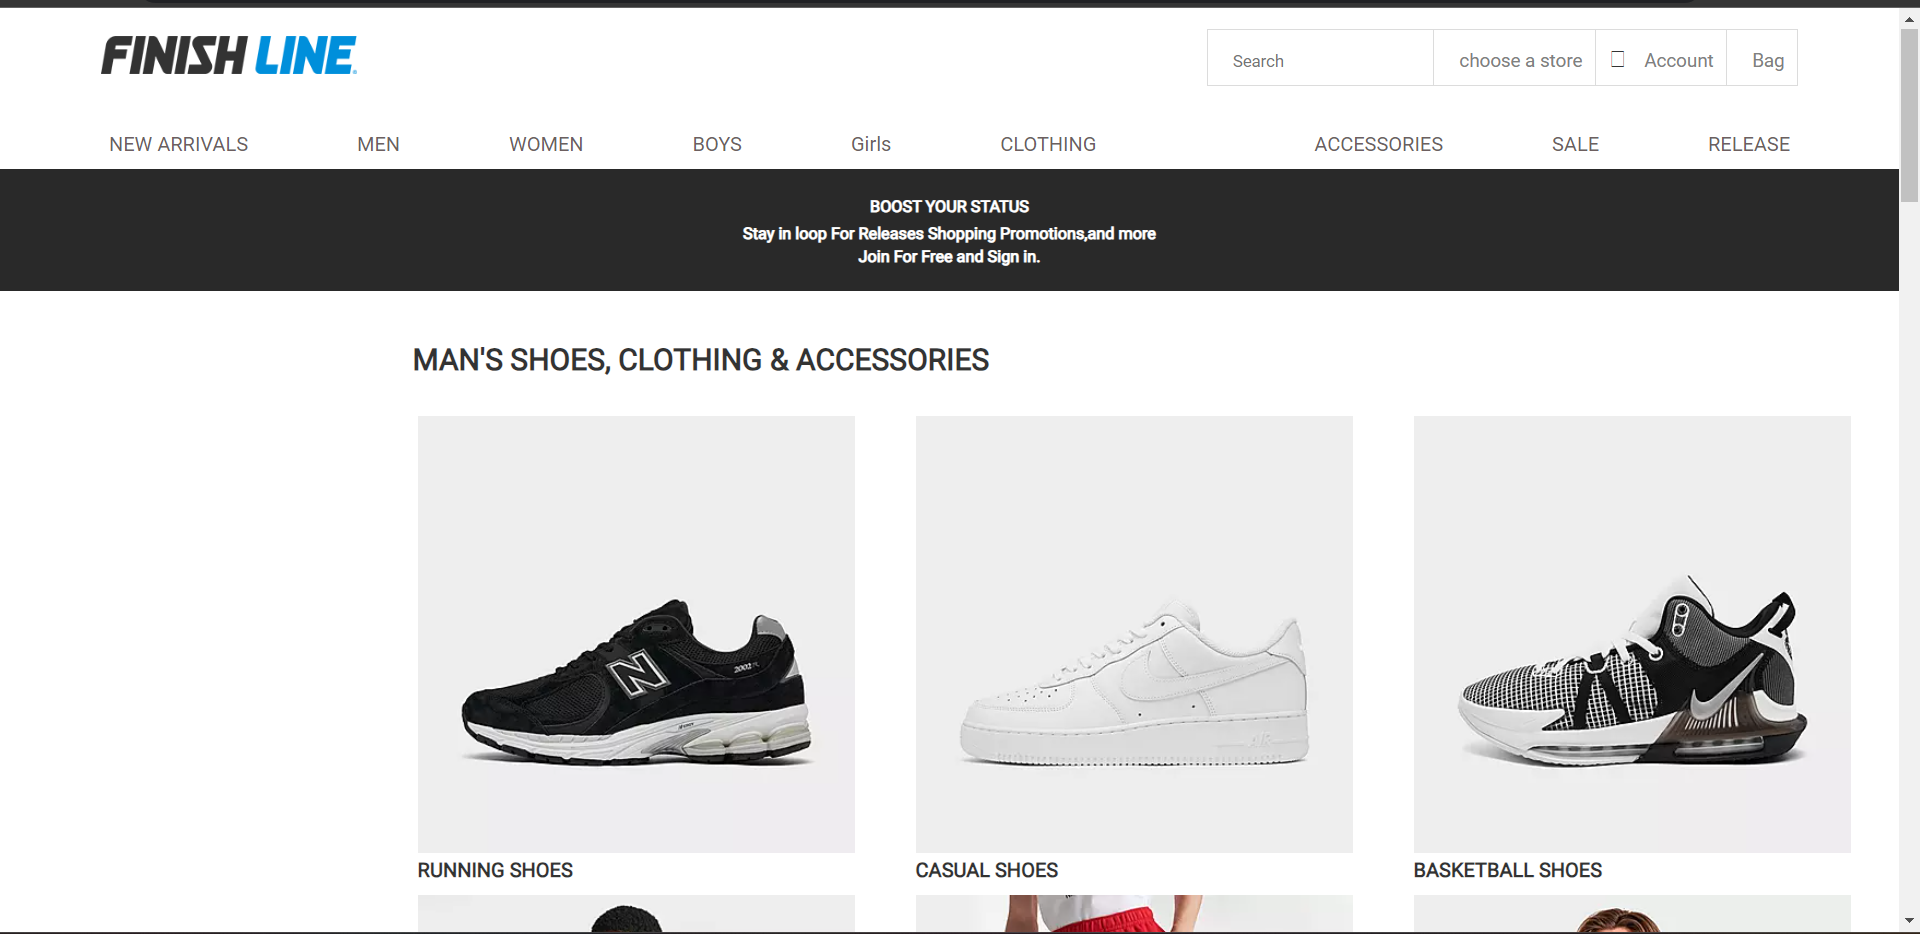 FINISH LINE
Search choose a store Account Bag
NEW ARRIVALS MEN WOMEN BOYS Girls CLOTHING ACCESSORIES SALE RELEASE
BOOST YOUR STATUS
Stay in loop For Releases Shopping Promotions,and more
Join For Free and Sign in.
MAN'S SHOES, CLOTHING & ACCESSORIES
N 2002 R
AIR
RUNNING SHOES CASUAL SHOES BASKETBALL SHOES